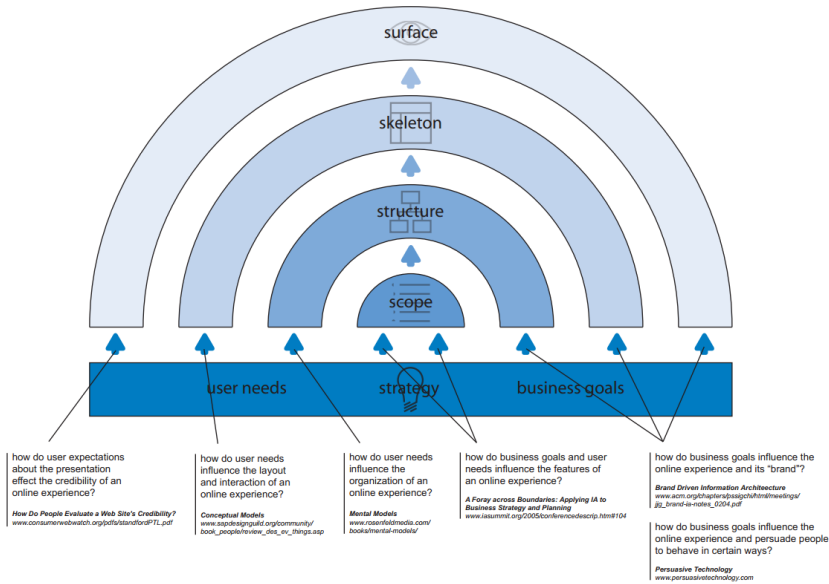 surface
skeleton
structure
scope
user needs
strategy
business goals
how do user expectations
about the presentation
effect the credibility of an
online experience?
How Do People Evaluate a Web Site's Credibility?
www.consumerwebwatch.org/pdfs/standfordPTL.pdf
how do user needs
influence the layout
and interaction of an
online experience?
Conceptual Models
www.sapdesignguild.org/community/
book_people/review_des_ev_things.asp
how do user needs
influence the
organization of an
online experience?
Mental Models
www.rosenfeldmedia.com/
books/mental-models/
how do business goals and user
needs influence the features of
an online experience?
A Foray across Boundaries: Applying IA to
Business Strategy and Planning
www.iasummit.org/2005/conferencedescrip.htm#104
how do business goals influence the
online experience and its “brand”?
Brand Driven Information Architecture
www.acm.org/chapters/pssigchi/html/meetings/
jjg_brand-ia-notes_0204.pdf
how do business goals influence the
online experience and persuade people
to behave in certain ways?
Persuasive Technology
www.persuasivetechnology.com